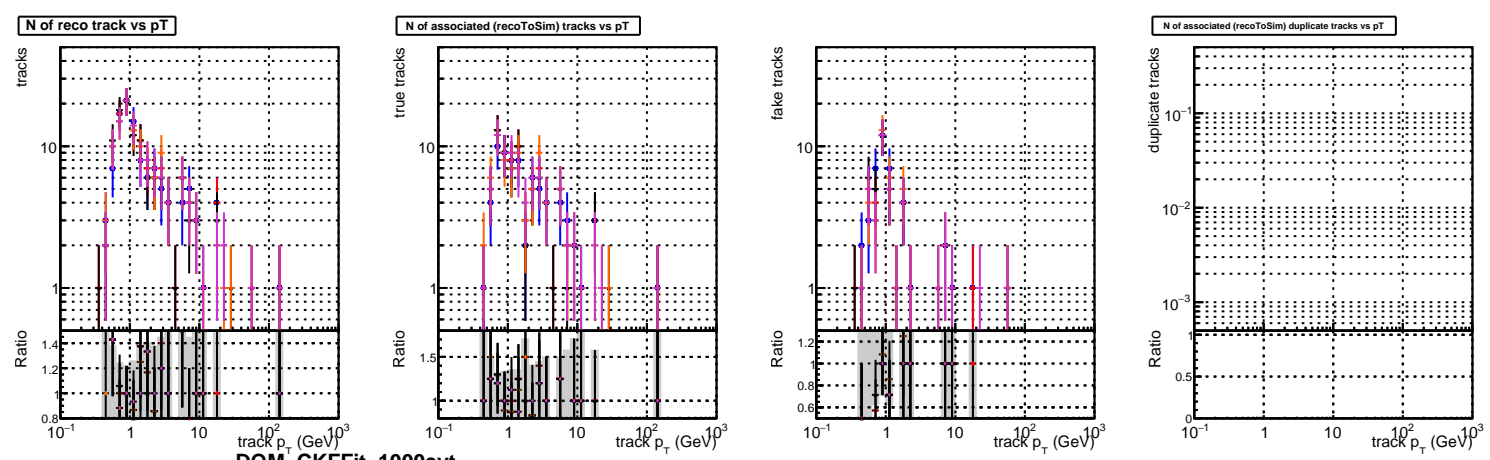 N of reco track vs pT
tracks
10
1
Ratio
1.4
1.2
1
0.8
10⁻¹ 1 10 10² 10³
track p_T (GeV)
N of associated (recoToSim) tracks vs pT
true tracks
10
1
Ratio
1.5
1
10⁻¹ 1 10 10² 10³
track p_T (GeV)
fake tracks
10
1
Ratio
1.2
1
0.8
0.6
10⁻¹ 1 10 10² 10³
track p_T (GeV)
N of associated (recoToSim) duplicate tracks vs pT
duplicate tracks
10⁻¹
10⁻²
10⁻³
Ratio
1
0.5
0
10⁻¹ 1 10 10² 10³
track p_T (GeV)